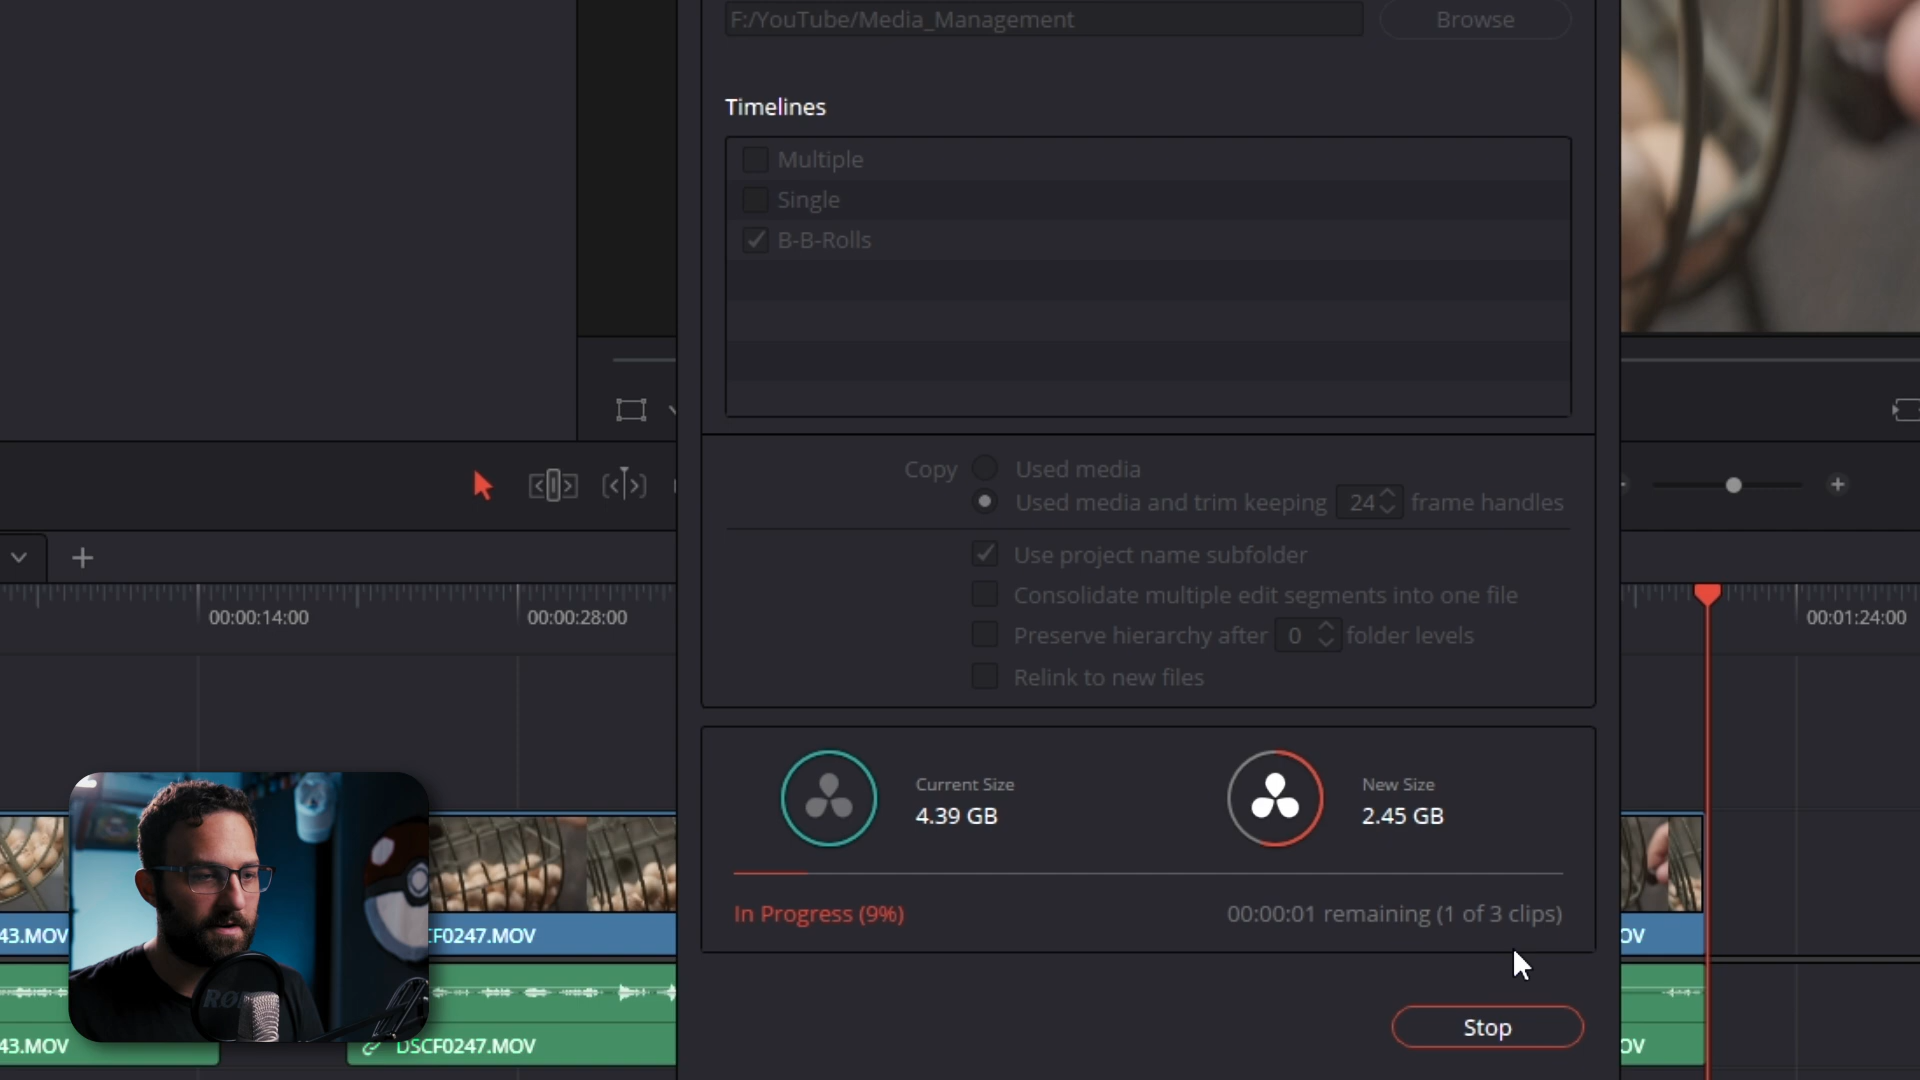 F:/YouTube/Media_Management
Browse
Timelines
Multiple
Single
B-B-Rolls
Copy
Used media
Used media and trim keeping 24 frame handles
Use project name subfolder
Consolidate multiple edit segments into one file
Preserve hierarchy after 0 folder levels
Relink to new files
00:00:14:00
00:00:28:00
00:01:24:00
Current Size
4.39 GB
New Size
2.45 GB
In Progress (9%)
00:00:01 remaining (1 of 3 clips)
Stop
43.MOV
CF0247.MOV
OV
43.MOV
DSCF0247.MOV
OV